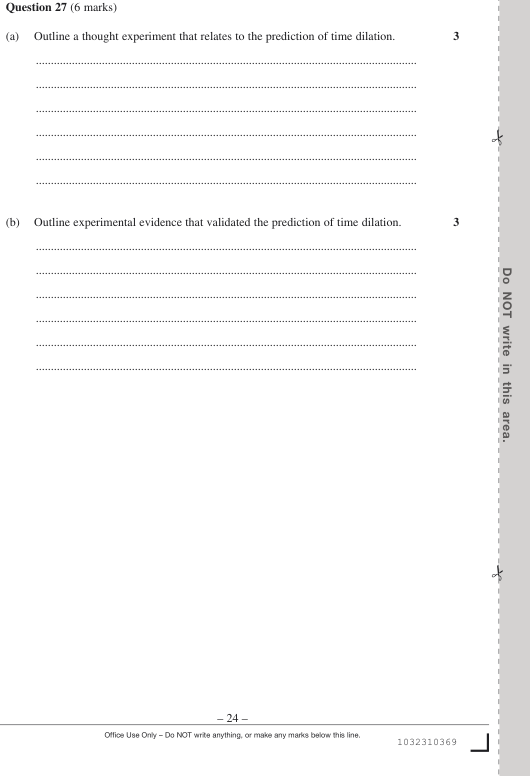 Question 27 (6 marks)
(a) Outline a thought experiment that relates to the prediction of time dilation. 3
................................................................................................................................
................................................................................................................................
................................................................................................................................
................................................................................................................................
................................................................................................................................
................................................................................................................................
(b) Outline experimental evidence that validated the prediction of time dilation. 3
................................................................................................................................
................................................................................................................................
................................................................................................................................
................................................................................................................................
................................................................................................................................
................................................................................................................................
Do NOT write in this area.
– 24 –
Office Use Only – Do NOT write anything, or make any marks below this line.
1032310369